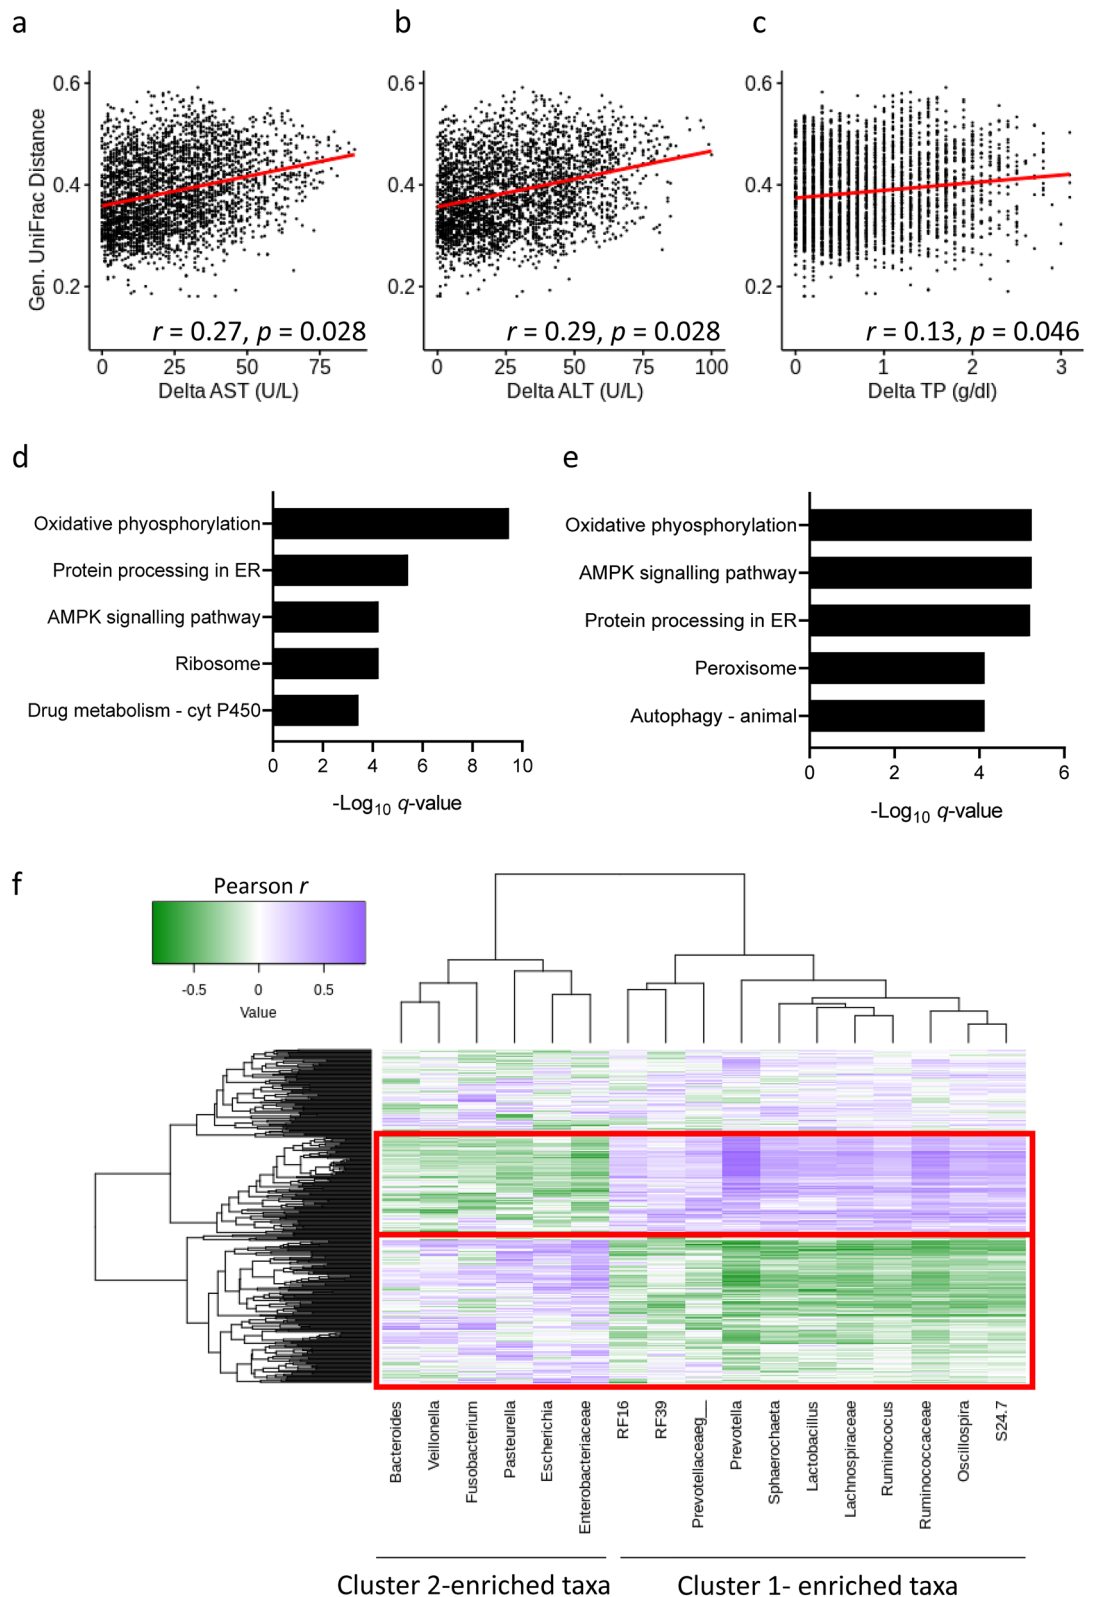 a
b
c
Gen. UniFrac Distance
0.6
0.4
0.2
r = 0.27, p = 0.028
0 25 50 75
Delta AST (U/L)
0.6
0.4
0.2
r = 0.29, p = 0.028
0 25 50 75 100
Delta ALT (U/L)
0.6
0.4
0.2
r = 0.13, p = 0.046
0 1 2 3
Delta TP (g/dl)
d
Oxidative phyosphorylation
Protein processing in ER
AMPK signalling pathway
Ribosome
Drug metabolism - cyt P450
0 2 4 6 8 10
-Log10 q-value
e
Oxidative phyosphorylation
AMPK signalling pathway
Protein processing in ER
Peroxisome
Autophagy - animal
0 2 4 6
-Log10 q-value
f
Pearson r
-0.5 0 0.5
Value
Bacteroides
Veillonella
Fusobacterium
Pasteurella
Escherichia
Enterobacteriaceae
RF16
RF39
Prevotellaceaeg__
Prevotella
Sphaerochaeta
Lactobacillus
Lachnospiraceae
Ruminococcus
Ruminococcaceae
Oscillospira
S24.7
Cluster 2-enriched taxa
Cluster 1- enriched taxa